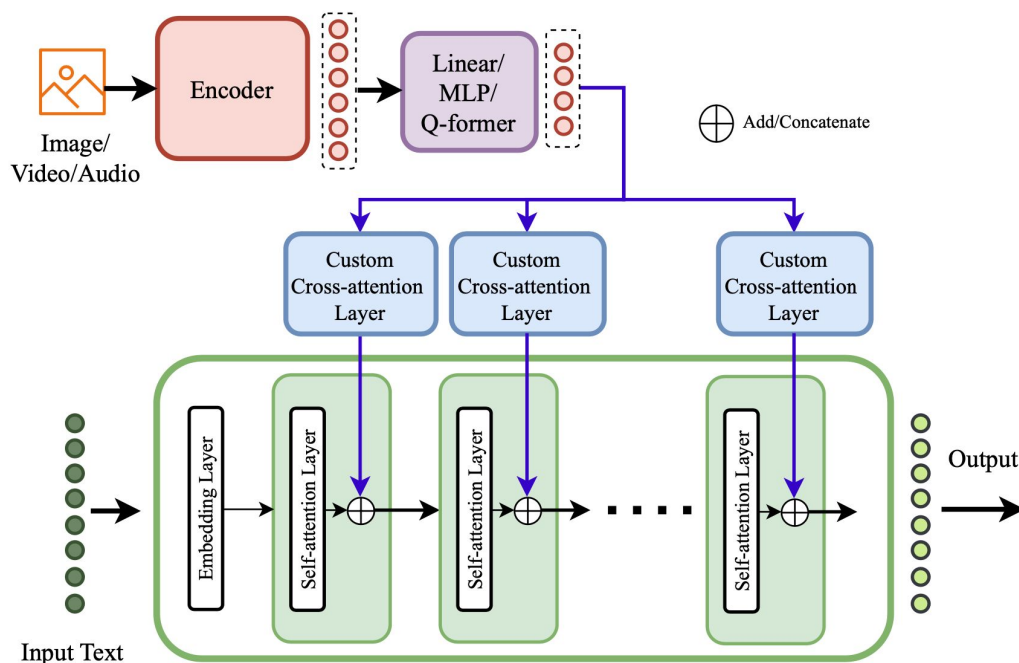 Encoder
Linear/
MLP/
Q-former
Add/Concatenate
Image/
Video/Audio
Custom
Cross-attention
Layer
Custom
Cross-attention
Layer
Custom
Cross-attention
Layer
Embedding Layer
Self-attention Layer
Self-attention Layer
Self-attention Layer
Output
Input Text